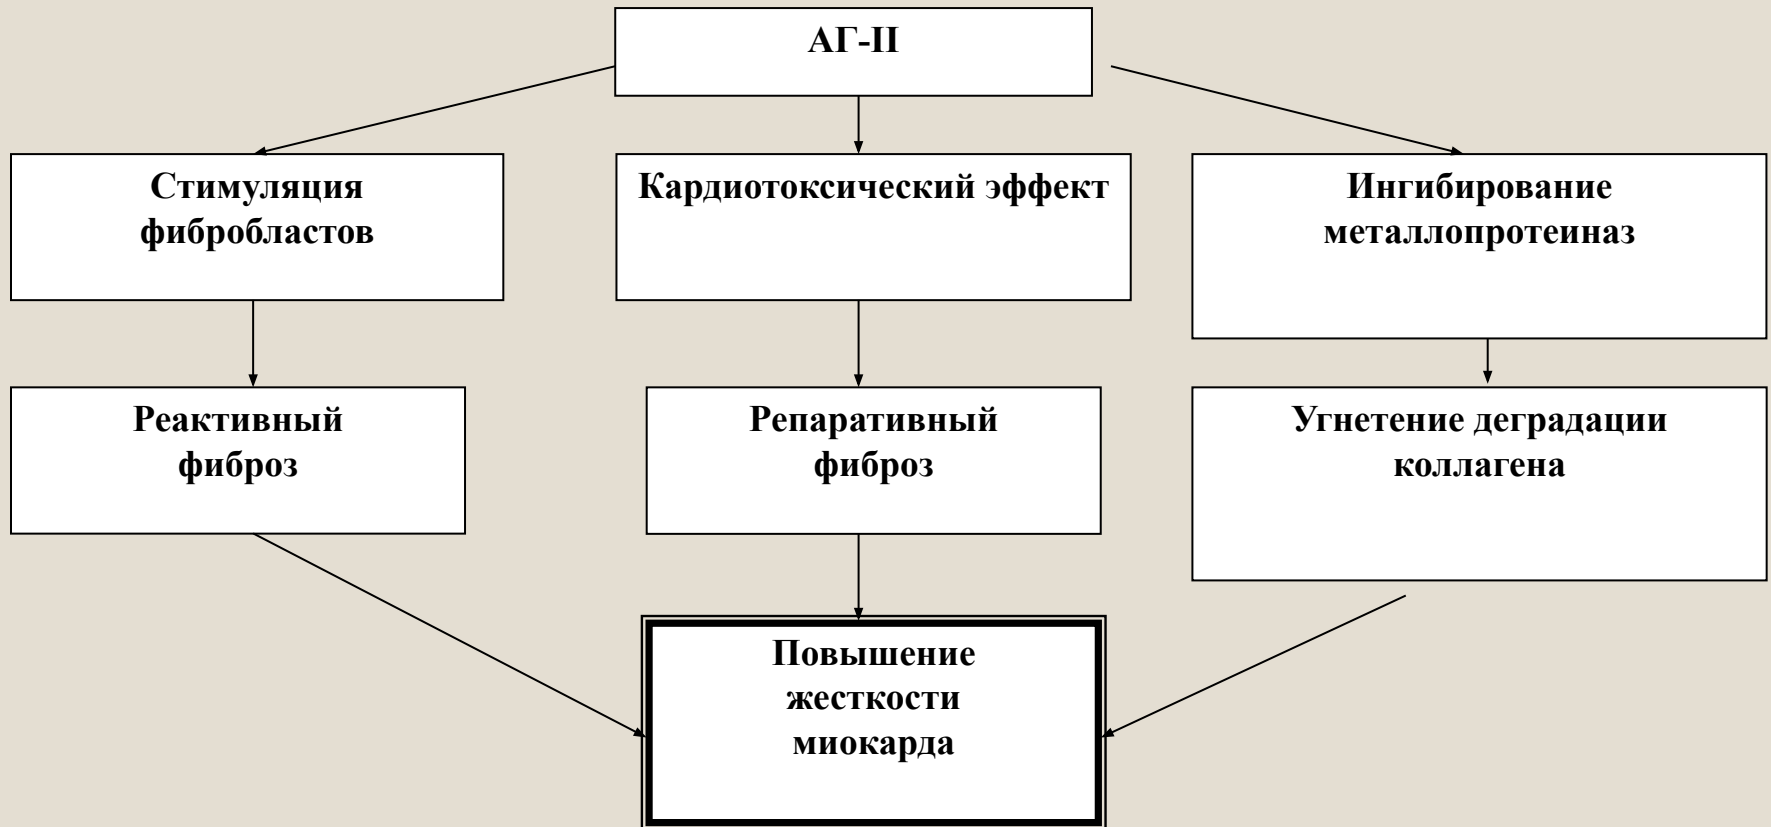 АГ-II
Стимуляция
фибробластов
Кардиотоксический эффект
Ингибирование
металлопротеиназ
Реактивный
фиброз
Репаративный
фиброз
Угнетение деградации
коллагена
Повышение
жесткости
миокарда